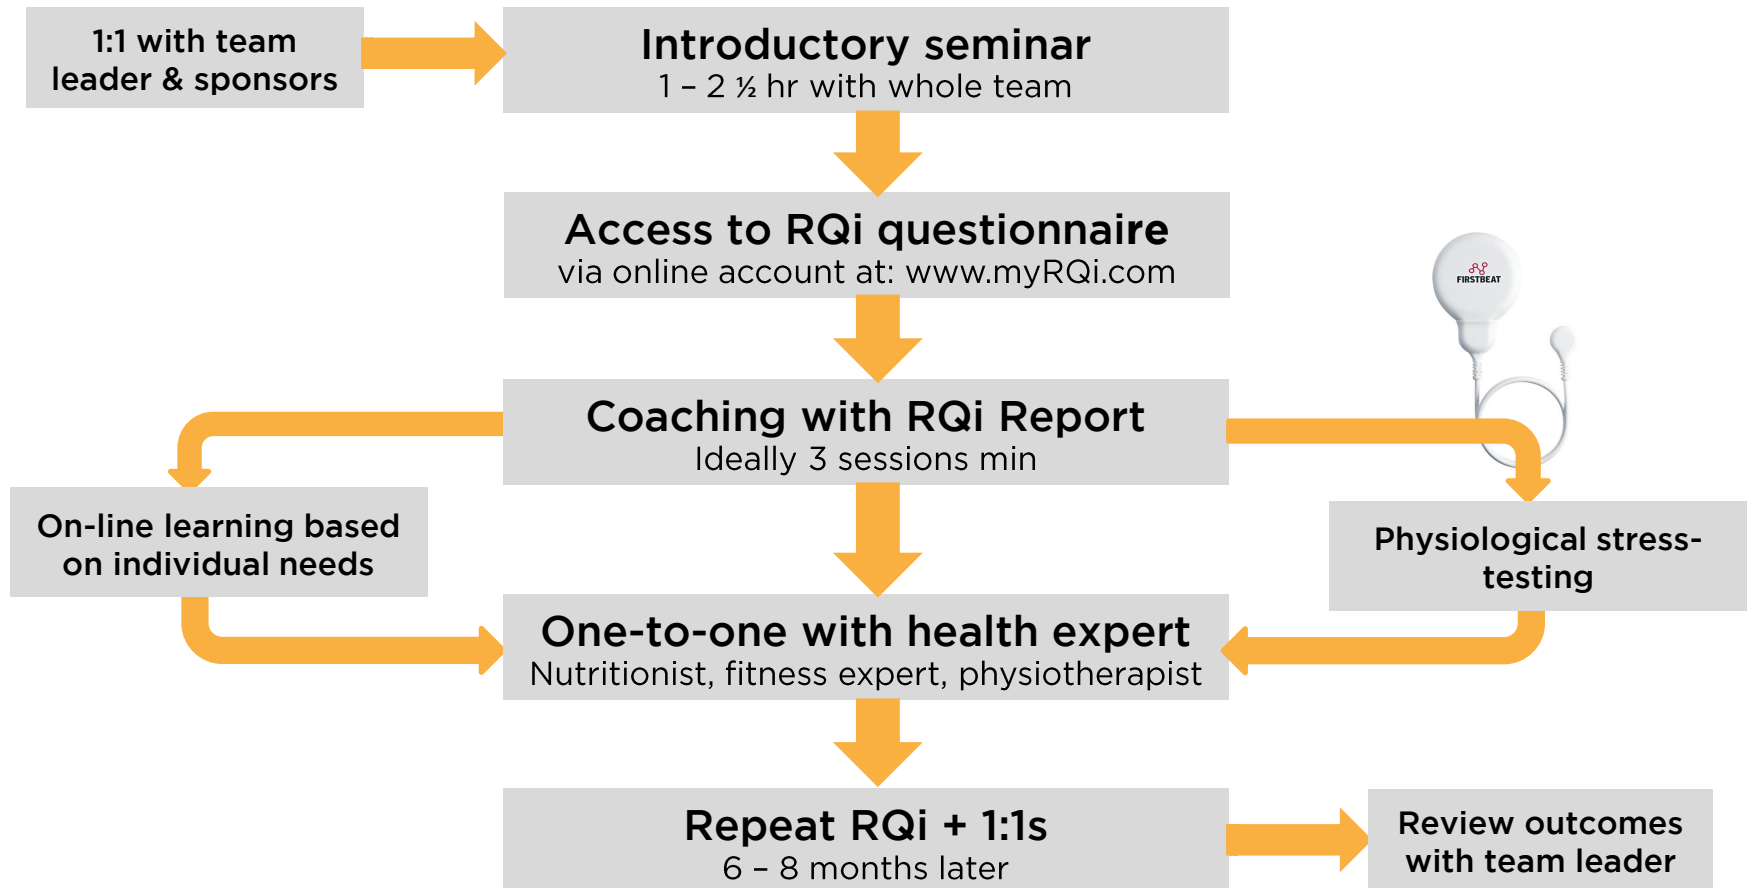 1:1 with team
leader & sponsors
Introductory seminar
1 – 2 ½ hr with whole team
Access to RQi questionnaire
via online account at: www.myRQi.com
FIRSTBEAT
Coaching with RQi Report
Ideally 3 sessions min
On-line learning based
on individual needs
Physiological stress-
testing
One-to-one with health expert
Nutritionist, fitness expert, physiotherapist
Repeat RQi + 1:1s
6 – 8 months later
Review outcomes
with team leader